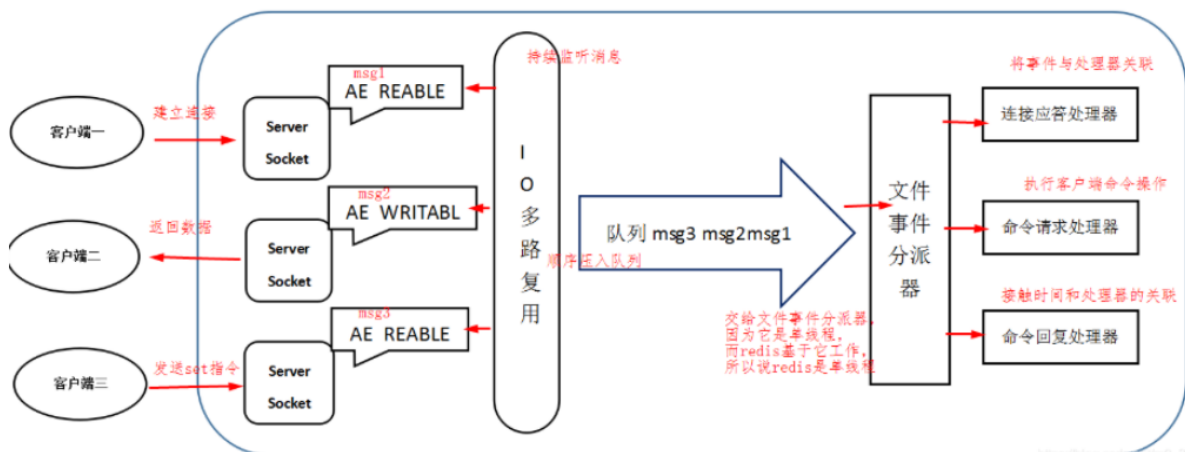 持续监听消息
将事件与处理器关联
msg1
AE REABLE
建立连接
客户端一
Server
Socket
连接应答处理器
msg2
AE WRITABL
IO多路复用
文件事件分派器
执行客户端命令操作
返回数据
客户端二
Server
Socket
队列 msg3 msg2msg1
命令请求处理器
顺序压入队列
接触时间和处理器的关联
msg3
AE REABLE
交给文件事件分派器,
因为它是单线程,
而redis基于它工作,
所以说redis是单线程
命令回复处理器
发送set指令
客户端三
Server
Socket